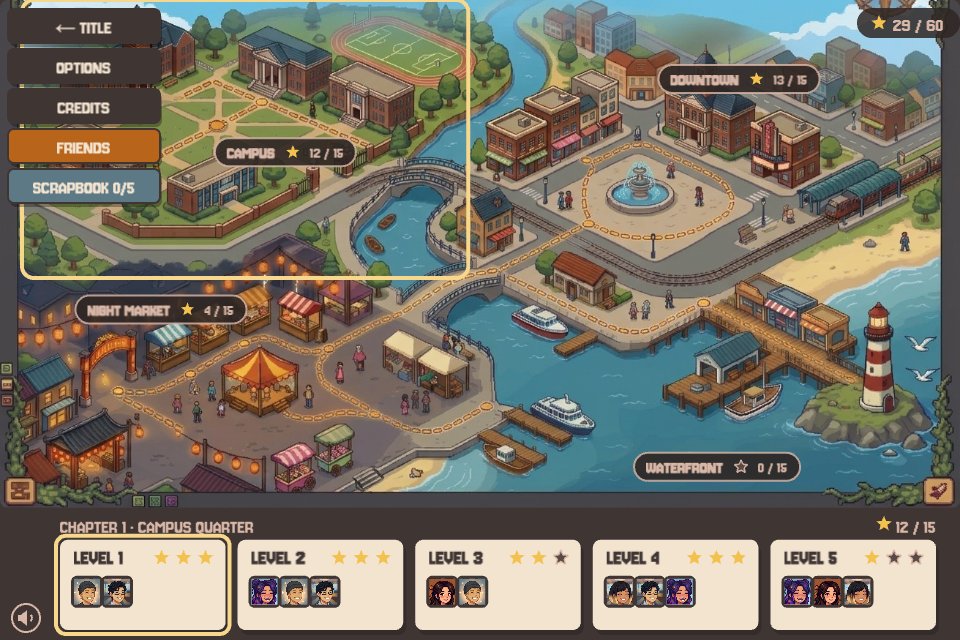 ← TITLE
OPTIONS
CREDITS
FRIENDS
SCRAPBOOK 0/5
29 / 60
DOWNTOWN 13 / 15
CAMPUS 12 / 15
NIGHT MARKET 4 / 15
WATERFRONT 0 / 15
CHAPTER 1 · CAMPUS QUARTER
12 / 15
LEVEL 1
LEVEL 2
LEVEL 3
LEVEL 4
LEVEL 5